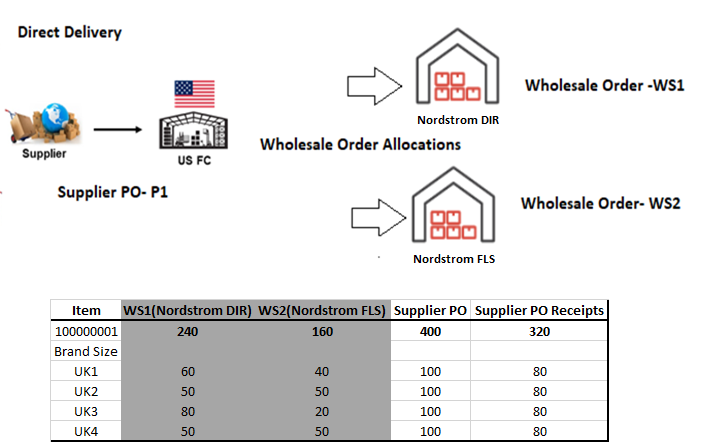 Direct Delivery
Wholesale Order -WS1
Nordstrom DIR
Wholesale Order Allocations
Supplier
US FC
Supplier PO- P1
Wholesale Order- WS2
Nordstrom FLS
Item WS1(Nordstrom DIR) WS2(Nordstrom FLS) Supplier PO Supplier PO Receipts
100000001 240 160 400 320
Brand Size
UK1 60 40 100 80
UK2 50 50 100 80
UK3 80 20 100 80
UK4 50 50 100 80